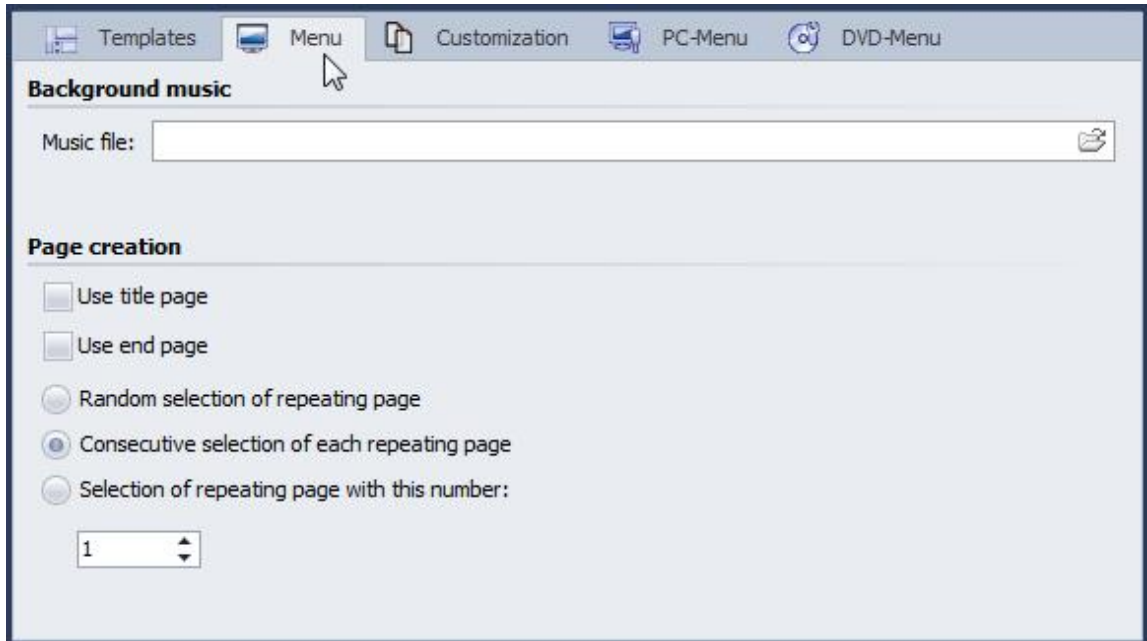 Templates Menu Customization PC-Menu DVD-Menu
Background music
Music file:
Page creation
Use title page
Use end page
Random selection of repeating page
Consecutive selection of each repeating page
Selection of repeating page with this number:
1